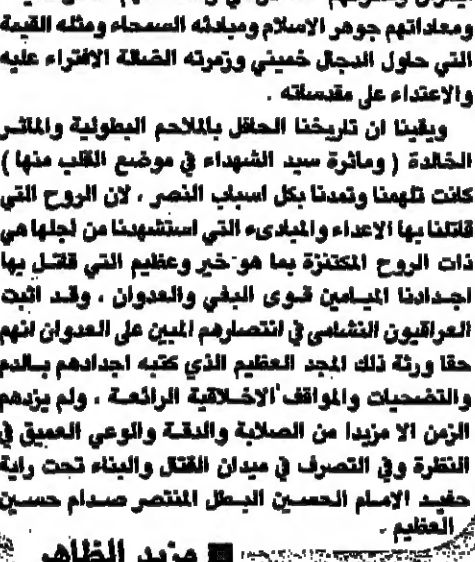 ومعاداتهم جوهر الاسلام ومبادئه السمحاء ومثله القيمة
التي حاول الدجال خميني وزمرته الضالة الافتراء عليه
والاعتداء على مقدساته .
ويقينا ان تاريخنا الحافل بالملاحم البطولية والمآثر
الخالدة ( ومأثرة سيد الشهداء في موضع القلب منها )
كانت تلهمنا وتمدنا بكل اسباب النصر ، لان الروح التي
قاتلنا بها الاعداء والمبادىء التي استشهدنا من اجلها هي
ذات الروح المكتنزة بما هو خير وعظيم التي قاتل بها
اجدادنا الميامين قوى البغي والعدوان ، وقد اثبت
العراقيون النشامى في انتصارهم المبين على العدوان انهم
حقا ورثة ذلك المجد العظيم الذي كتبه اجدادهم بالدم
والتضحيات والمواقف الاخلاقية الرائعة ، ولم يزدهم
الزمن الا مزيدا من الصلابة والدقة والوعي العميق في
النظرة وفي التصرف في ميدان القتال والبناء تحت راية
حفيد الامام الحسين البطل المنتصر صدام حسين
العظيم .
■ مزيد الظاهر